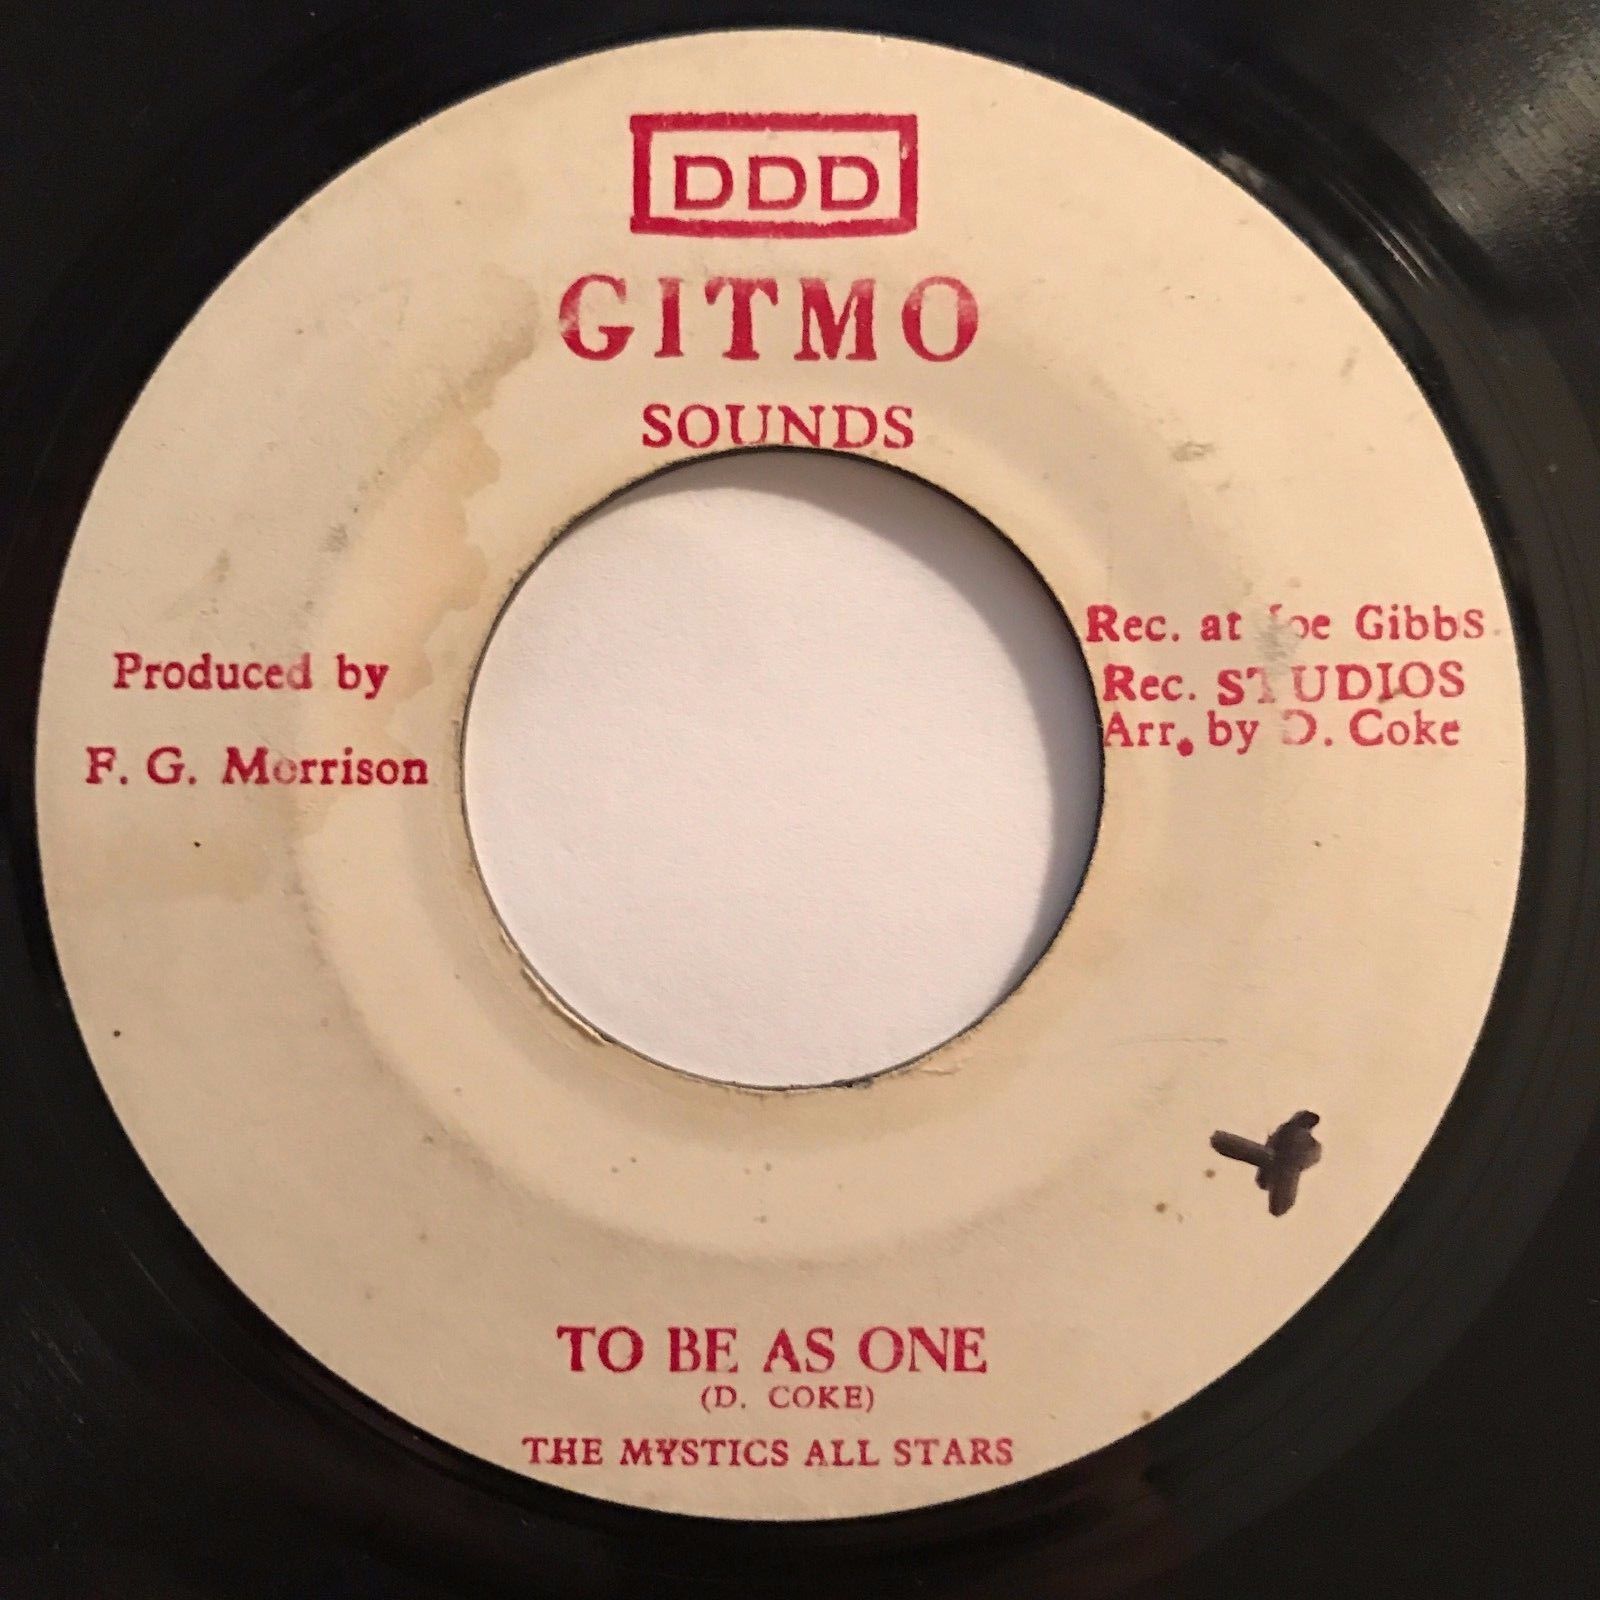 DDD
GITMO
SOUNDS
Produced by
F. G. Morrison
Rec. at Joe Gibbs
Rec. STUDIOS
Arr. by D. Coke
TO BE AS ONE
(D. COKE)
THE MYSTICS ALL STARS